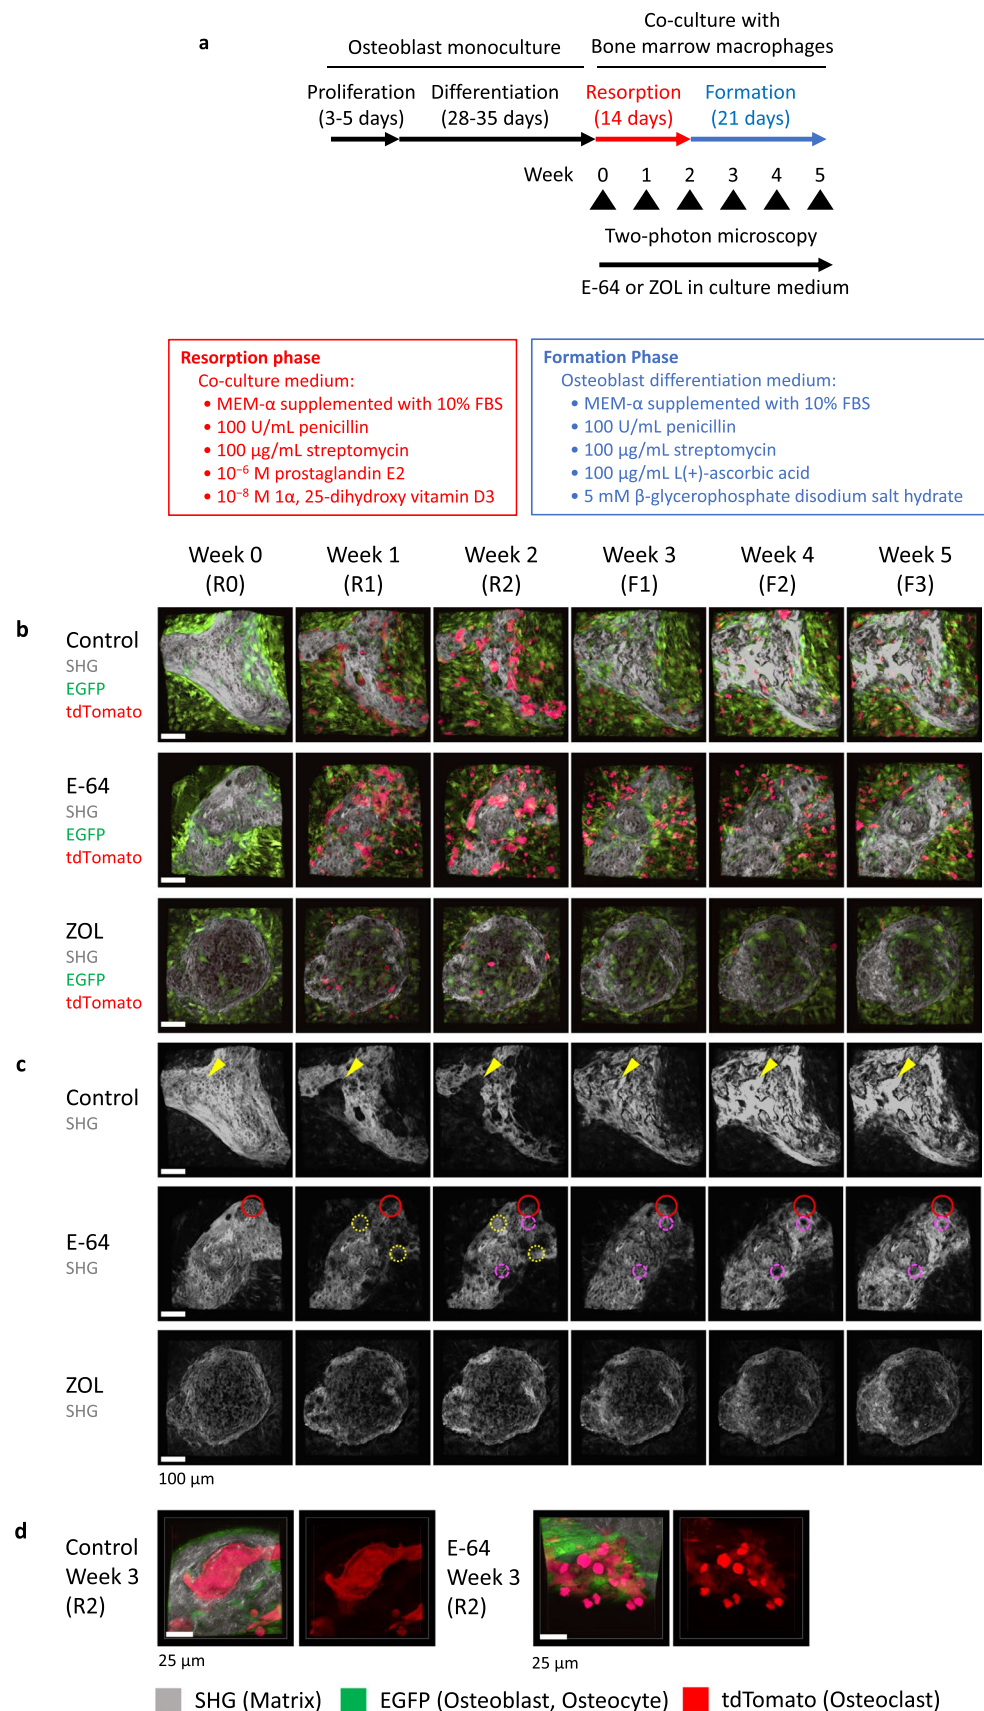 a
Osteoblast monoculture
Co-culture with
Bone marrow macrophages
Proliferation
(3-5 days)
Differentiation
(28-35 days)
Resorption
(14 days)
Formation
(21 days)
Week 0 1 2 3 4 5
Two-photon microscopy
E-64 or ZOL in culture medium
Resorption phase
Co-culture medium:
• MEM-α supplemented with 10% FBS
• 100 U/mL penicillin
• 100 µg/mL streptomycin
• 10⁻⁶ M prostaglandin E2
• 10⁻⁸ M 1α, 25-dihydroxy vitamin D3
Formation Phase
Osteoblast differentiation medium:
• MEM-α supplemented with 10% FBS
• 100 U/mL penicillin
• 100 µg/mL streptomycin
• 100 µg/mL L(+)-ascorbic acid
• 5 mM β-glycerophosphate disodium salt hydrate
Week 0 Week 1 Week 2 Week 3 Week 4 Week 5
(R0) (R1) (R2) (F1) (F2) (F3)
b
Control
SHG
EGFP
tdTomato
E-64
SHG
EGFP
tdTomato
ZOL
SHG
EGFP
tdTomato
c
Control
SHG
E-64
SHG
ZOL
SHG
100 µm
d
Control
Week 3
(R2)
25 µm
E-64
Week 3
(R2)
25 µm
SHG (Matrix) EGFP (Osteoblast, Osteocyte) tdTomato (Osteoclast)